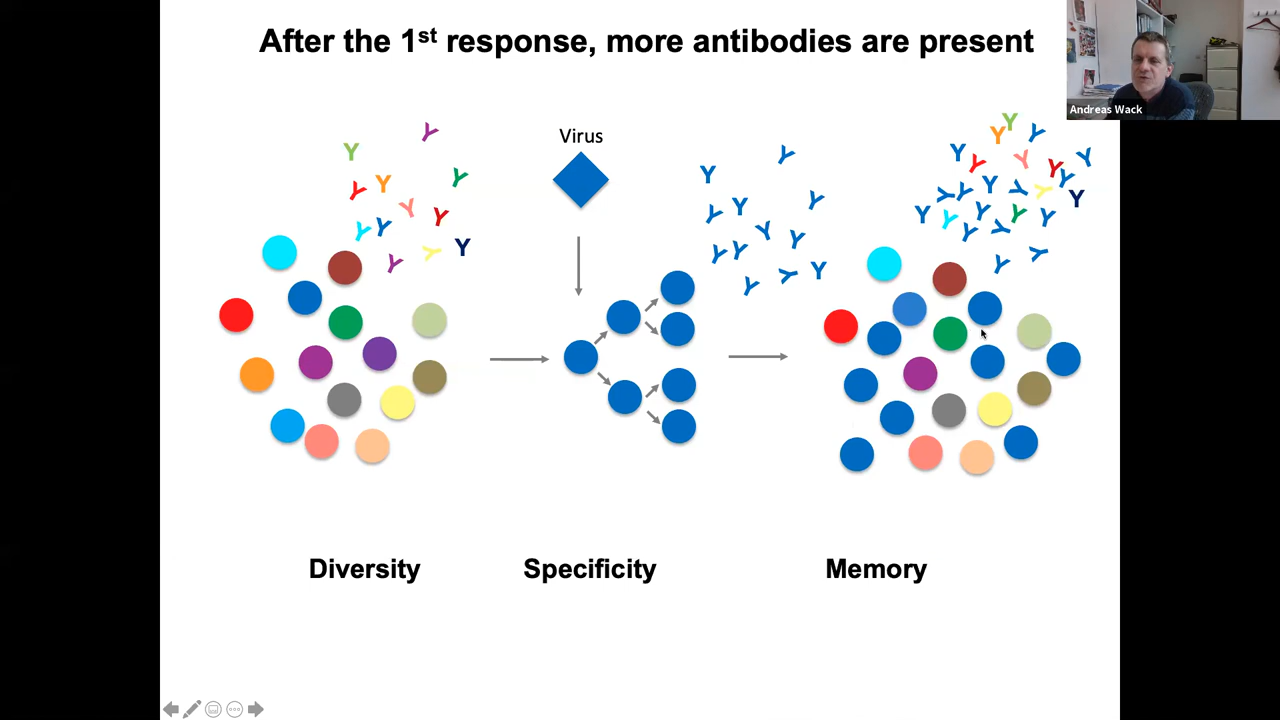 After the 1st response, more antibodies are present
Andreas Wack
Virus
Diversity
Specificity
Memory